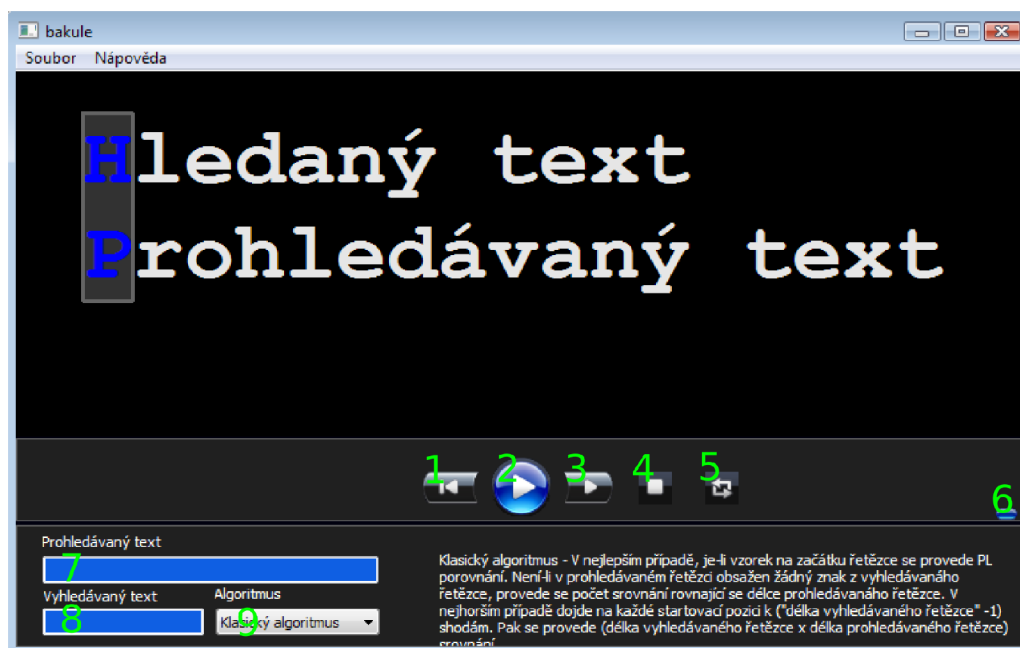 bakule
Soubor Nápověda
Hledaný text
Prohledávaný text
1 2 3 4 5
6
Prohledávaný text
7
Vyhledávaný text Algoritmus
8 9 Klasický algoritmus
Klasický algoritmus - V nejlepším případě, je-li vzorek na začátku řetězce se provede PL
porovnání. Není-li v prohledávaném řetězci obsažen žádný znak z vyhledávaného
řetězce, provede se počet srovnání rovnající se délce prohledávaného řetězce. V
nejhorším případě dojde na každé startovací pozici k ("délka vyhledávaného řetězce" -1)
shodám. Pak se provede (délka vyhledávaného řetězce x délka prohledávaného řetězce)
srovnání